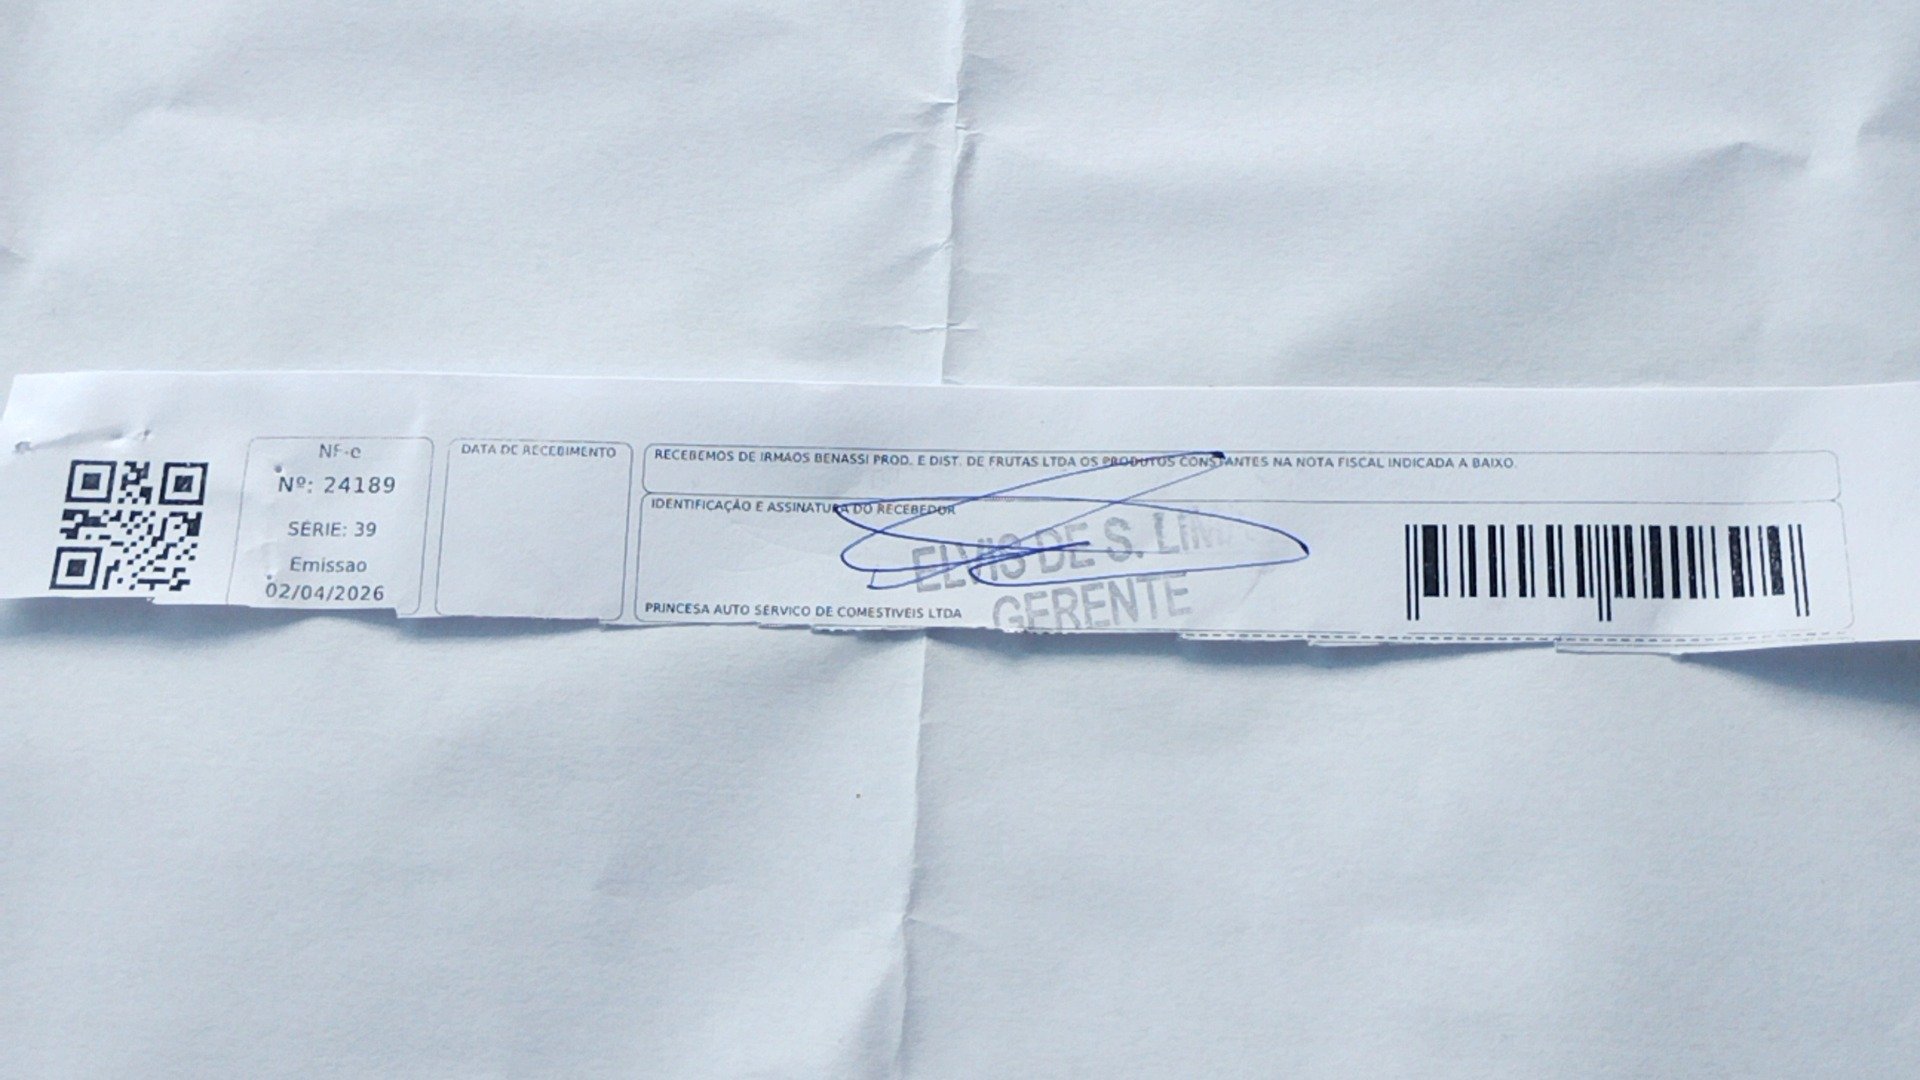 NF-e
Nº: 24189
SÉRIE: 39
Emissao
02/04/2026
DATA DE RECEBIMENTO
RECEBEMOS DE IRMAOS BENASSI PROD. E DIST. DE FRUTAS LTDA OS PRODUTOS CONSTANTES NA NOTA FISCAL INDICADA A BAIXO.
IDENTIFICAÇÃO E ASSINATURA DO RECEBEDOR
ELVIS DE S. LIMA
GERENTE
PRINCESA AUTO SERVICO DE COMESTIVEIS LTDA